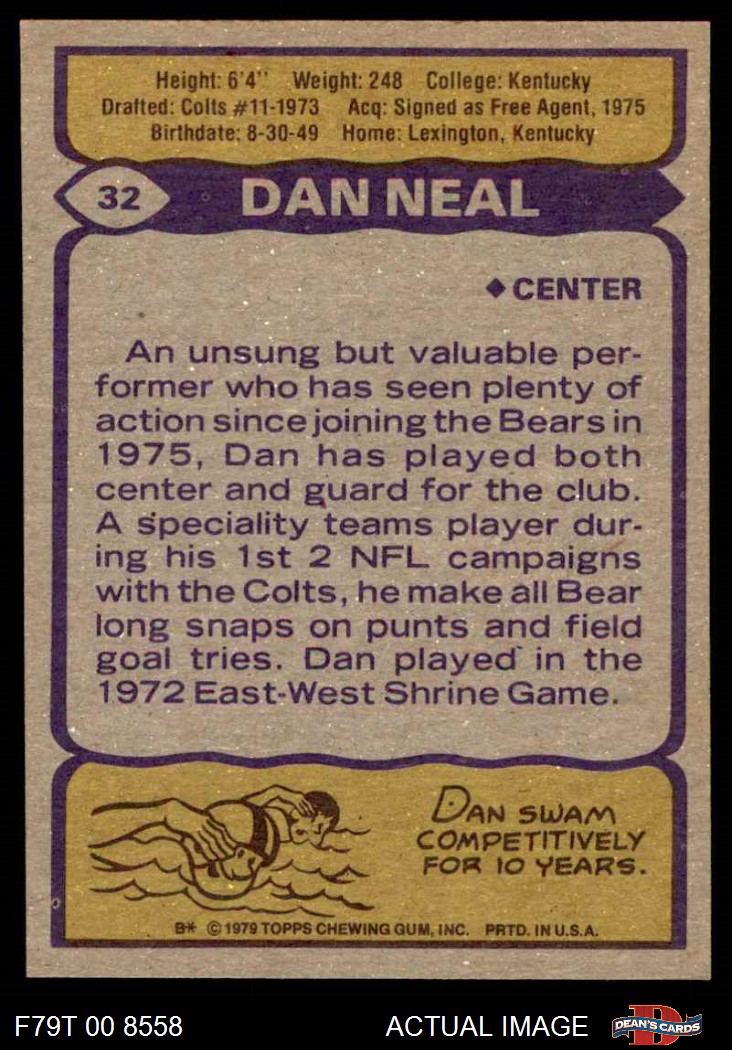 Height: 6'4'' Weight: 248 College: Kentucky
Drafted: Colts #11-1973 Acq: Signed as Free Agent, 1975
Birthdate: 8-30-49 Home: Lexington, Kentucky
32 DAN NEAL
◆ CENTER
An unsung but valuable per-
former who has seen plenty of
action since joining the Bears in
1975, Dan has played both
center and guard for the club.
A speciality teams player dur-
ing his 1st 2 NFL campaigns
with the Colts, he make all Bear
long snaps on punts and field
goal tries. Dan played in the
1972 East-West Shrine Game.
DAN SWAM
COMPETITIVELY
FOR 10 YEARS.
B* © 1979 TOPPS CHEWING GUM, INC. PRTD. IN U.S.A.
F79T 00 8558 ACTUAL IMAGE DEAN'S CARDS